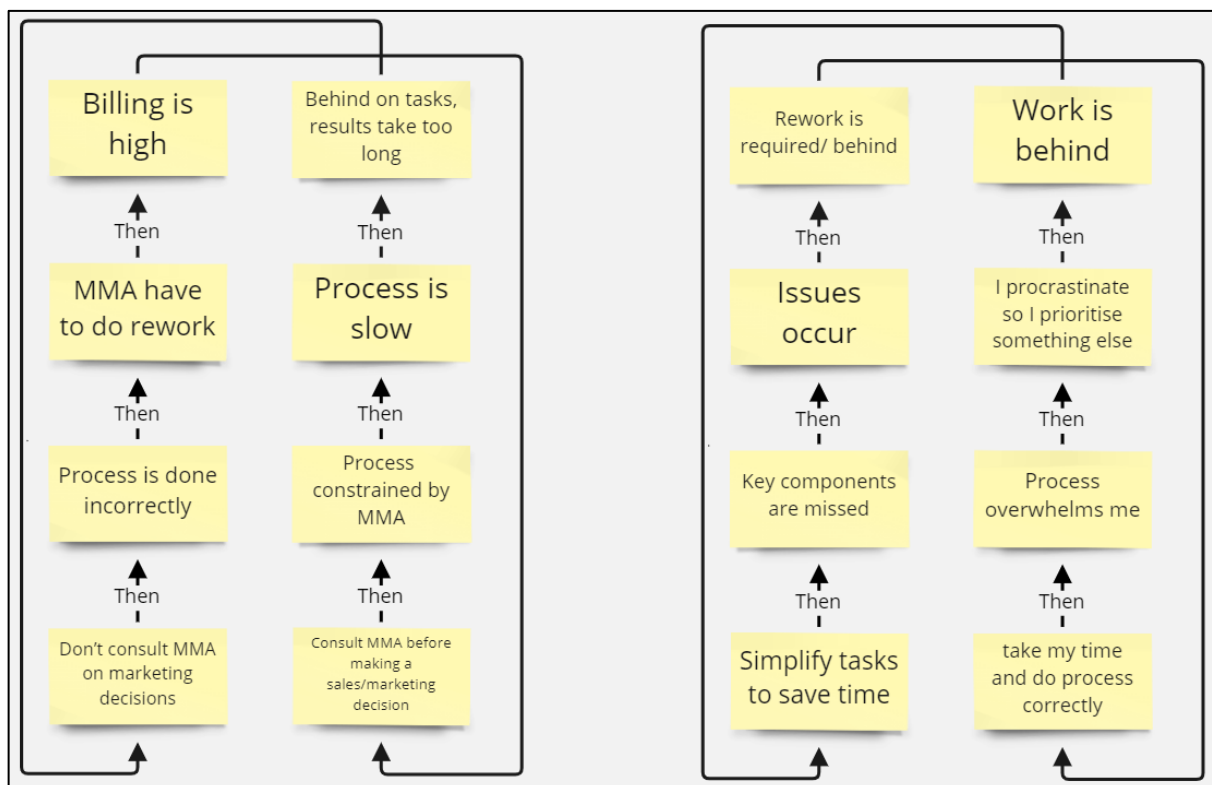 Billing is
high
Then
MMA have
to do rework
Then
Process is done
incorrectly
Then
Don't consult MMA
on marketing
decisions
Behind on tasks,
results take too
long
Then
Process is
slow
Then
Process
constrained by
MMA
Then
Consult MMA before
making a
sales/marketing
decision
Rework is
required/ behind
Then
Issues
occur
Then
Key components
are missed
Then
Simplify tasks
to save time
Work is
behind
Then
I procrastinate
so I prioritise
something else
Then
Process
overwhelms me
Then
take my time
and do process
correctly